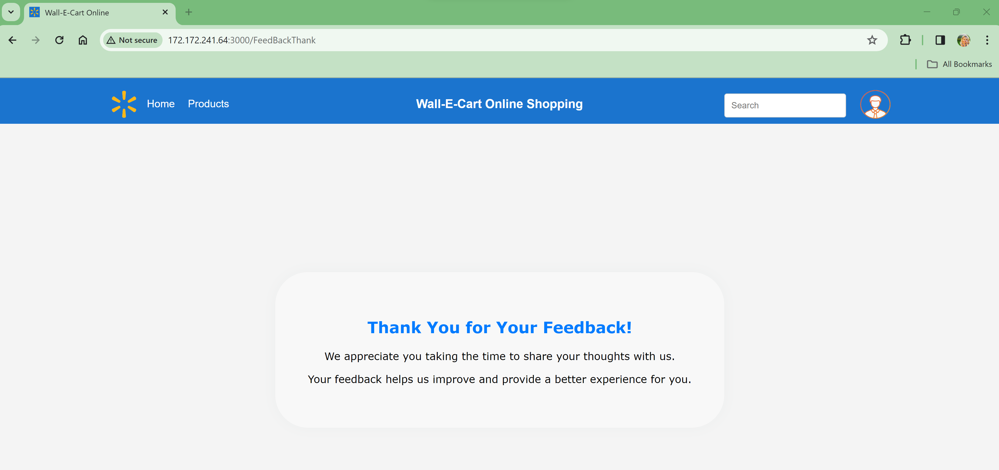 Wall-E-Cart Online
Not secure
172.172.241.64:3000/FeedBackThank
All Bookmarks
Home
Products
Wall-E-Cart Online Shopping
Search
Thank You for Your Feedback!
We appreciate you taking the time to share your thoughts with us.
Your feedback helps us improve and provide a better experience for you.